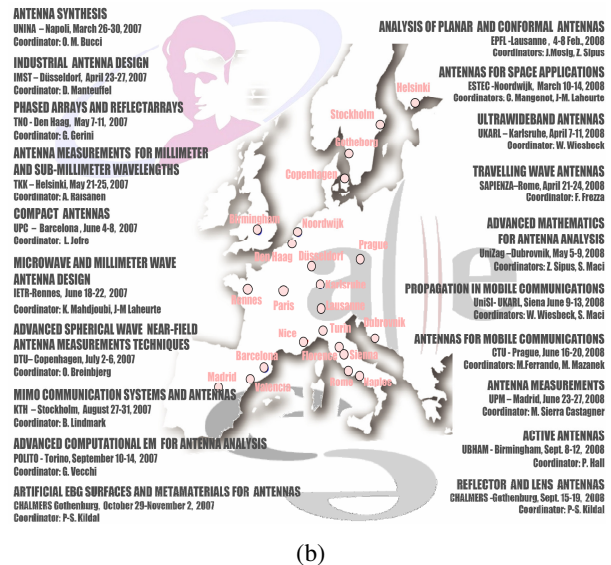 ANTENNA SYNTHESIS
UNINA – Napoli, March 26-30, 2007
Coordinator: O. M. Bucci
INDUSTRIAL ANTENNA DESIGN
IMST – Düsseldorf, April 23-27, 2007
Coordinator: D. Manteuffel
PHASED ARRAYS AND REFLECTARRAYS
TNO - Den Haag, May 7-11, 2007
Coordinator: G. Gerini
ANTENNA MEASUREMENTS FOR MILLIMETER
AND SUB-MILLIMETER WAVELENGTHS
TKK – Helsinki, May 21-25, 2007
Coordinator: A. Raisanen
COMPACT ANTENNAS
UPC – Barcelona, June 4-8, 2007
Coordinator. L. Jofre
MICROWAVE AND MILLIMETER WAVE
ANTENNA DESIGN
IETR-Rennes, June 18-22, 2007
Coordinator: K. Mahdjoubi, J-M Laheurte
ADVANCED SPHERICAL WAVE NEAR-FIELD
ANTENNA MEASUREMENTS TECHNIQUES
DTU– Copenhagen, July 2-6, 2007
Coordinator: O. Breinbjerg
MIMO COMMUNICATION SYSTEMS AND ANTENNAS
KTH – Stockholm, August 27-31, 2007
Coordinator: B. Lindmark
ADVANCED COMPUTATIONAL EM FOR ANTENNA ANALYSIS
POLITO - Torino, September 10-14, 2007
Coordinator: G. Vecchi
ARTIFICIAL EBG SURFACES AND METAMATERIALS FOR ANTENNAS
CHALMERS Gothenburg, October 29-November 2, 2007
Coordinator: P-S. Kildal
Helsinki
Stockholm
Gotheborg
Copenhagen
Birmingham
Noordwijk
Den Haag
Düsseldorf
Prague
Rennes
Paris
Karlsruhe
Lausanne
Nice
Turin
Dubrovnik
Florence
Sienna
Barcelona
Madrid
Valencia
Rome
Naples
ANALYSIS OF PLANAR AND CONFORMAL ANTENNAS
EPFL -Lausanne , 4-8 Feb., 2008
Coordinators: J.Mosig, Z. Sipus
ANTENNAS FOR SPACE APPLICATIONS
ESTEC -Noordwijk, March 10-14, 2008
Coordinators. C. Mangenot, J-M. Lahourte
ULTRAWIDEBAND ANTENNAS
UKARL – Karlsruhe, April 7-11, 2008
Coordinator: W. Wiesbeck
TRAVELLING WAVE ANTENNAS
SAPIENZA–Rome, April 21-24, 2008
Coordinator: F. Frezza
ADVANCED MATHEMATICS
FOR ANTENNA ANALYSIS
UniZag –Dubrovnik, May 5-9, 2008
Coordinators: Z. Sipus, S. Maci
PROPAGATION IN MOBILE COMMUNICATIONS
UniSI- UKARL, Siena June 9-13, 2008
Coordinators: W. Wiesbeck, S. Maci
ANTENNAS FOR MOBILE COMMUNICATIONS
CTU - Prague, June 16-20, 2008
Coordinators: M.Ferrando, M. Mazanek
ANTENNA MEASUREMENTS
UPM – Madrid, June 23-27, 2008
Coordinator: M. Sierra Castagner
ACTIVE ANTENNAS
UBHAM - Birmingham, Sept. 8-12, 2008
Coordinator: P. Hall
REFLECTOR AND LENS ANTENNAS
CHALMERS -Gothenburg, Sept. 15-19, 2008
Coordinator: P-S. Kildal
(b)